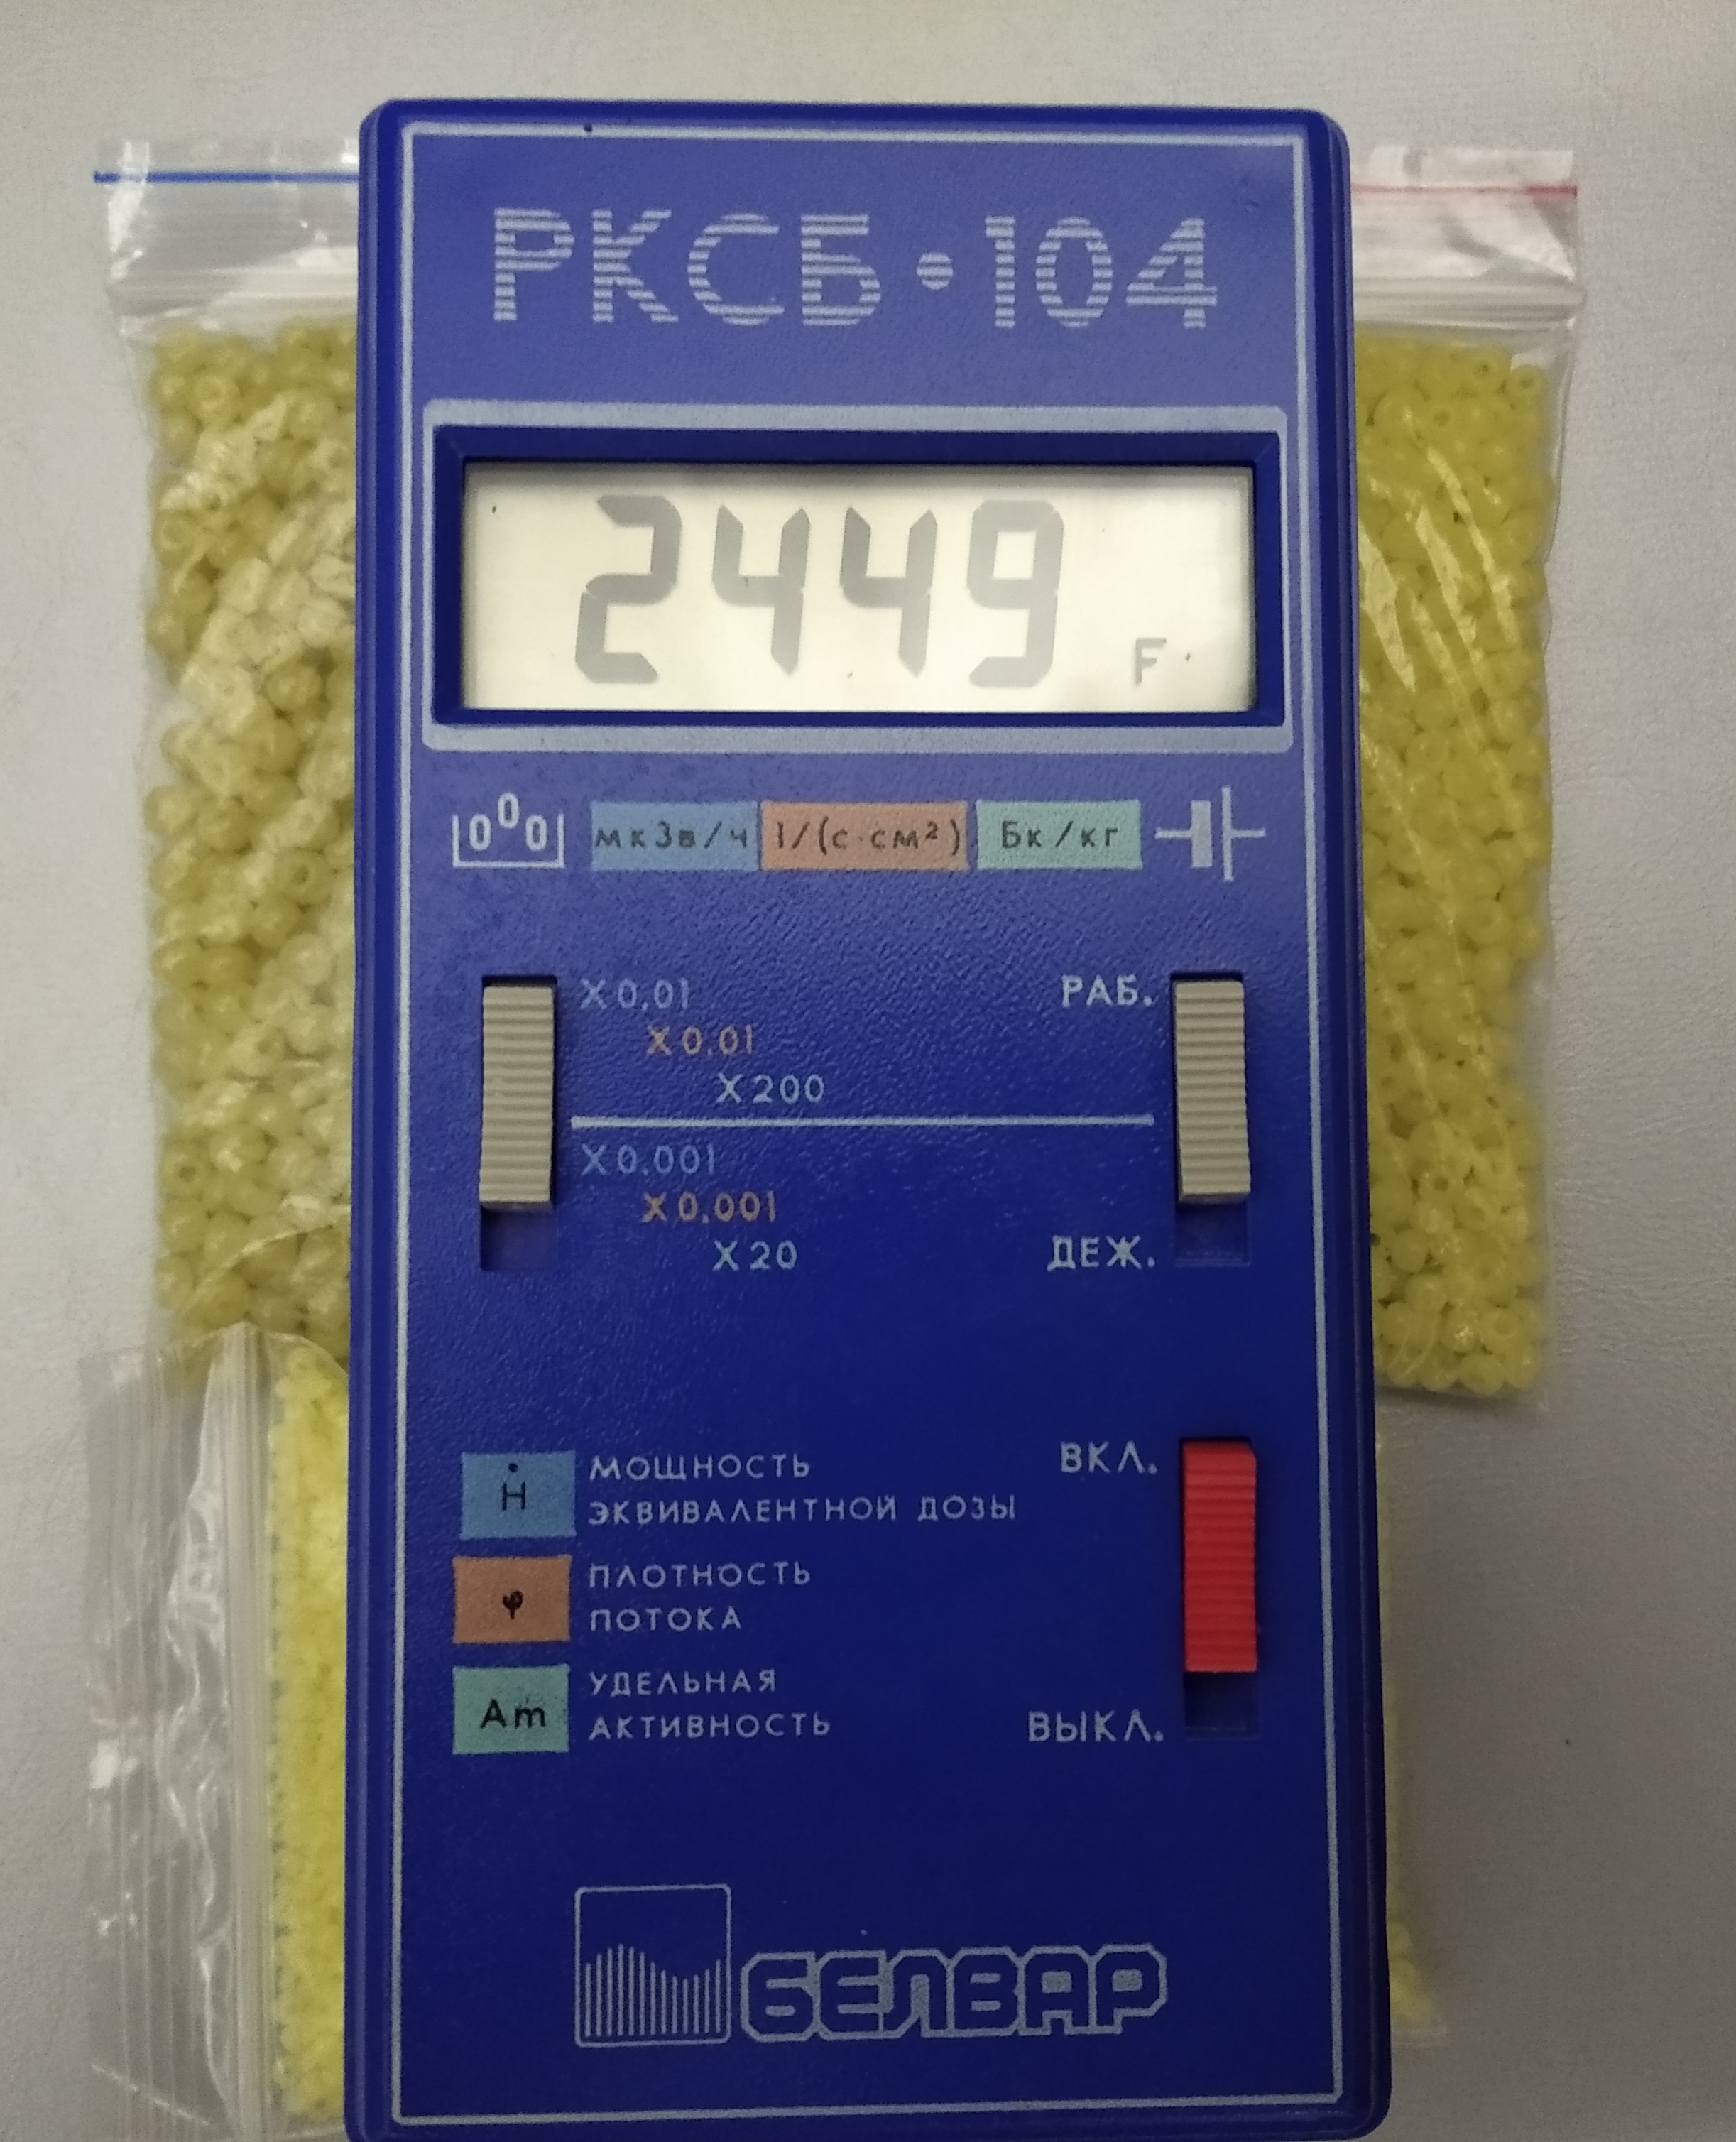 РКСБ•104
2449 F
мкЗв/ч 1/(с·см²) Бк/кг
X0,01 РАБ.
X0,01
X200
X0,001
X0,001
X20 ДЕЖ.
Ḣ МОЩНОСТЬ ВКЛ.
ЭКВИВАЛЕНТНОЙ ДОЗЫ
φ ПЛОТНОСТЬ
ПОТОКА
Am УДЕЛЬНАЯ
АКТИВНОСТЬ ВЫКЛ.
БЕЛВАР